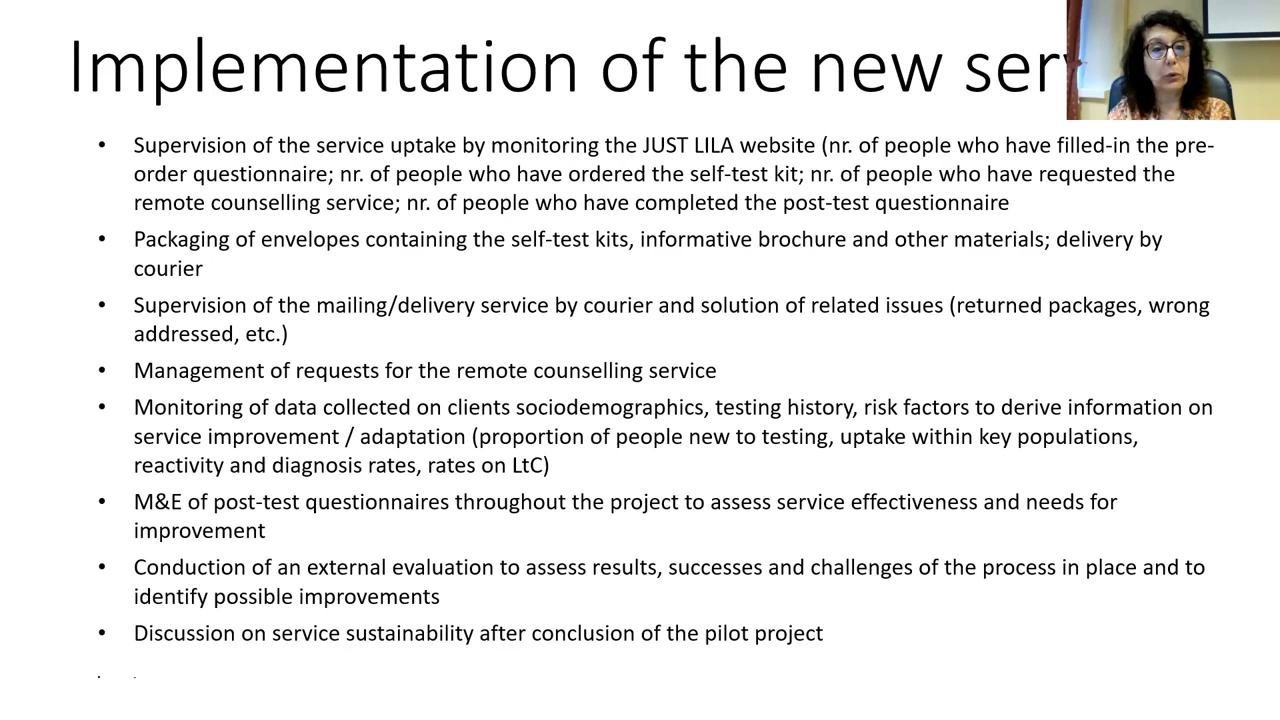 Implementation of the new ser
• Supervision of the service uptake by monitoring the JUST LILA website (nr. of people who have filled-in the pre-
order questionnaire; nr. of people who have ordered the self-test kit; nr. of people who have requested the
remote counselling service; nr. of people who have completed the post-test questionnaire
• Packaging of envelopes containing the self-test kits, informative brochure and other materials; delivery by
courier
• Supervision of the mailing/delivery service by courier and solution of related issues (returned packages, wrong
addressed, etc.)
• Management of requests for the remote counselling service
• Monitoring of data collected on clients sociodemographics, testing history, risk factors to derive information on
service improvement / adaptation (proportion of people new to testing, uptake within key populations,
reactivity and diagnosis rates, rates on LtC)
• M&E of post-test questionnaires throughout the project to assess service effectiveness and needs for
improvement
• Conduction of an external evaluation to assess results, successes and challenges of the process in place and to
identify possible improvements
• Discussion on service sustainability after conclusion of the pilot project